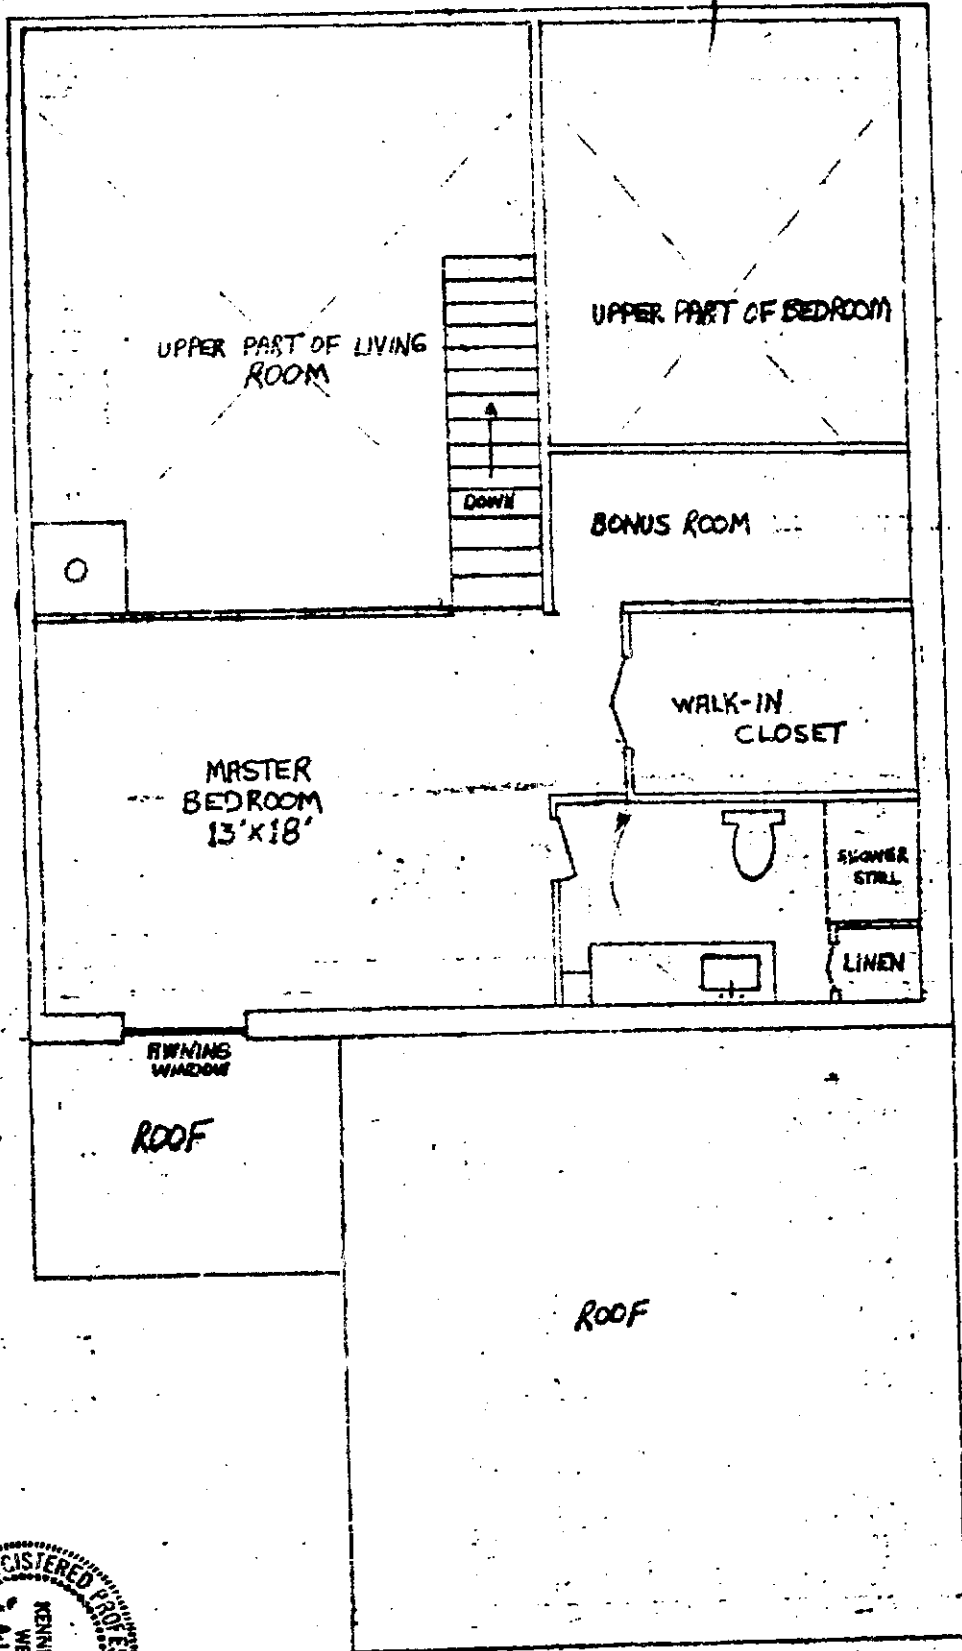 UPPER PART OF LIVING
ROOM
UPPER PART OF BEDROOM
DOWN
BONUS ROOM
WALK-IN
CLOSET
MASTER
BEDROOM
13'X18'
SHOWER
STALL
LINEN
AWNING
WINDOW
ROOF
ROOF